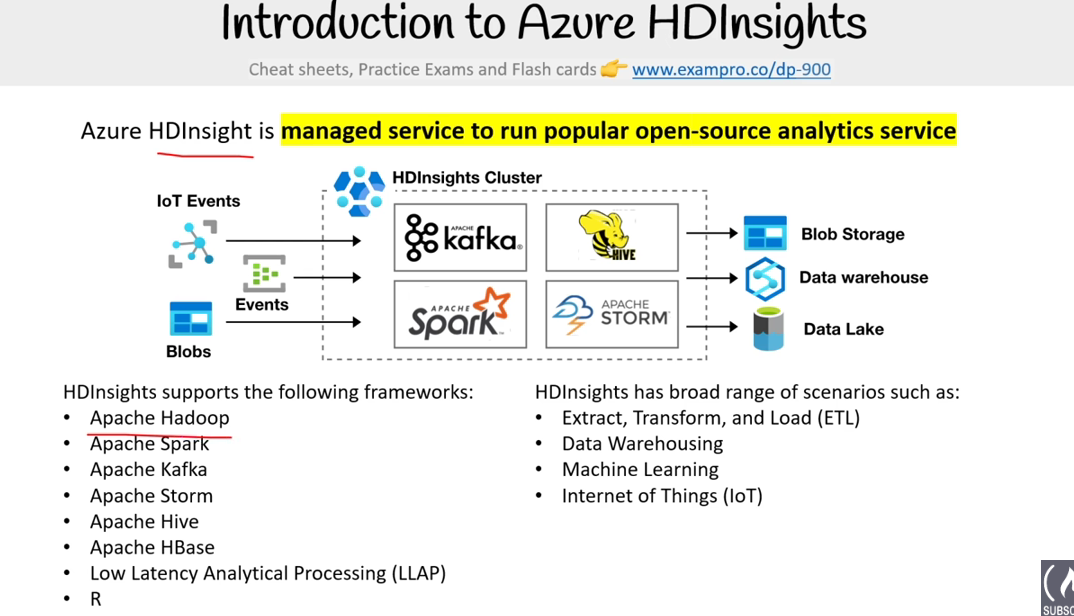 Introduction to Azure HDInsights
Cheat sheets, Practice Exams and Flash cards 👉 www.exampro.co/dp-900
Azure HDInsight is managed service to run popular open-source analytics service
HDInsights Cluster
IoT Events
Events
Blobs
APACHE
kafka®
HIVE
APACHE
Spark™
APACHE
STORM™
Blob Storage
Data warehouse
Data Lake
HDInsights supports the following frameworks:
• Apache Hadoop
• Apache Spark
• Apache Kafka
• Apache Storm
• Apache Hive
• Apache HBase
• Low Latency Analytical Processing (LLAP)
• R
HDInsights has broad range of scenarios such as:
• Extract, Transform, and Load (ETL)
• Data Warehousing
• Machine Learning
• Internet of Things (IoT)
SUBSC